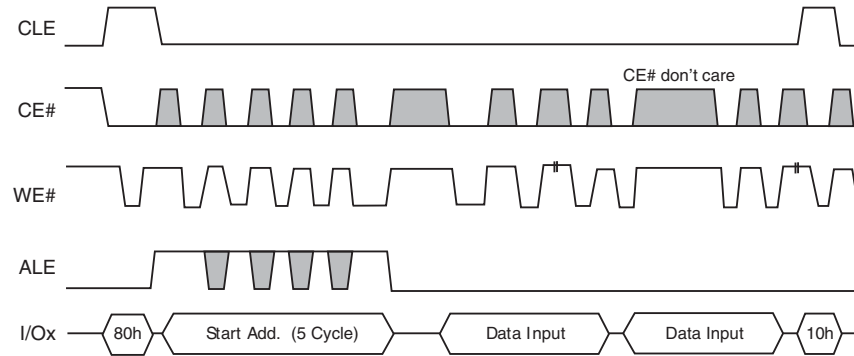 CLE
CE# don't care
CE#
WE#
ALE
I/Ox
80h
Start Add. (5 Cycle)
Data Input
Data Input
10h